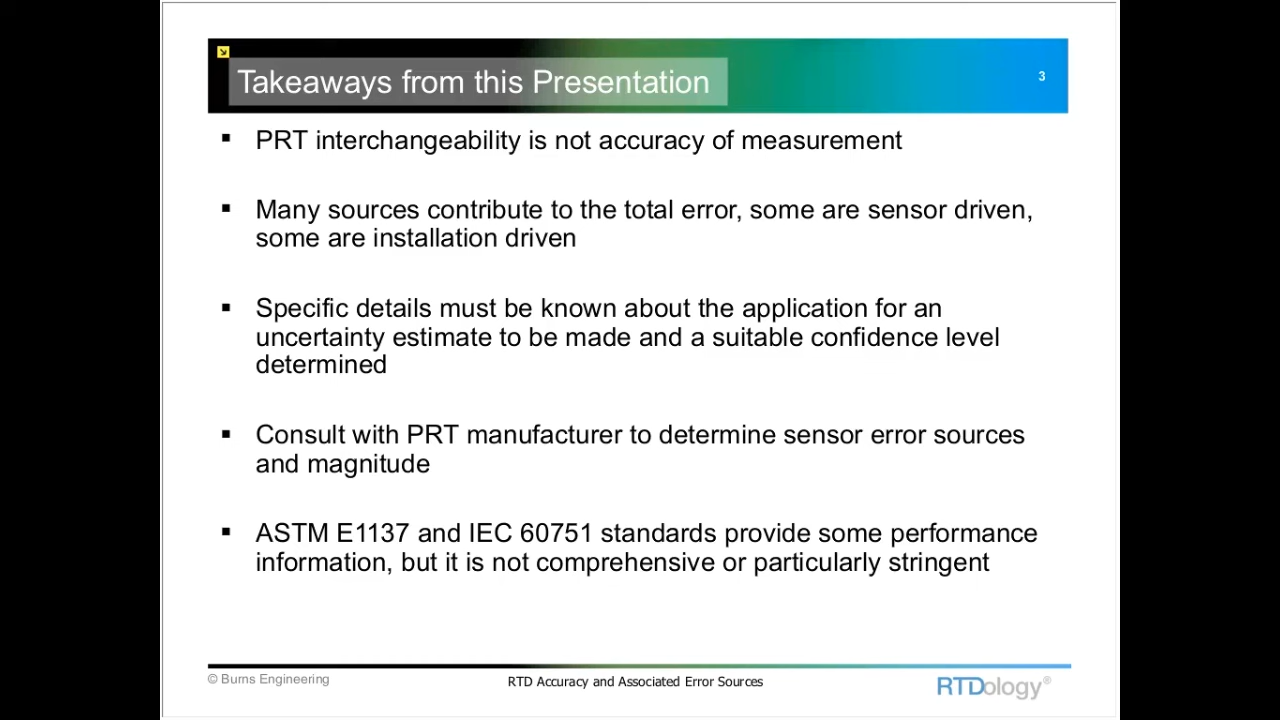 Takeaways from this Presentation
3
▪ PRT interchangeability is not accuracy of measurement
▪ Many sources contribute to the total error, some are sensor driven,
some are installation driven
▪ Specific details must be known about the application for an
uncertainty estimate to be made and a suitable confidence level
determined
▪ Consult with PRT manufacturer to determine sensor error sources
and magnitude
▪ ASTM E1137 and IEC 60751 standards provide some performance
information, but it is not comprehensive or particularly stringent
© Burns Engineering
RTD Accuracy and Associated Error Sources
RTDology®